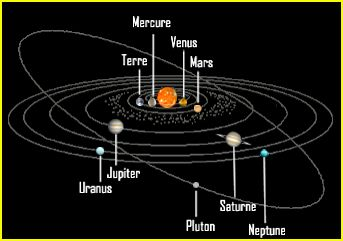 Mercure
Venus
Terre
Mars
Jupiter
Uranus
Saturne
Pluton
Neptune